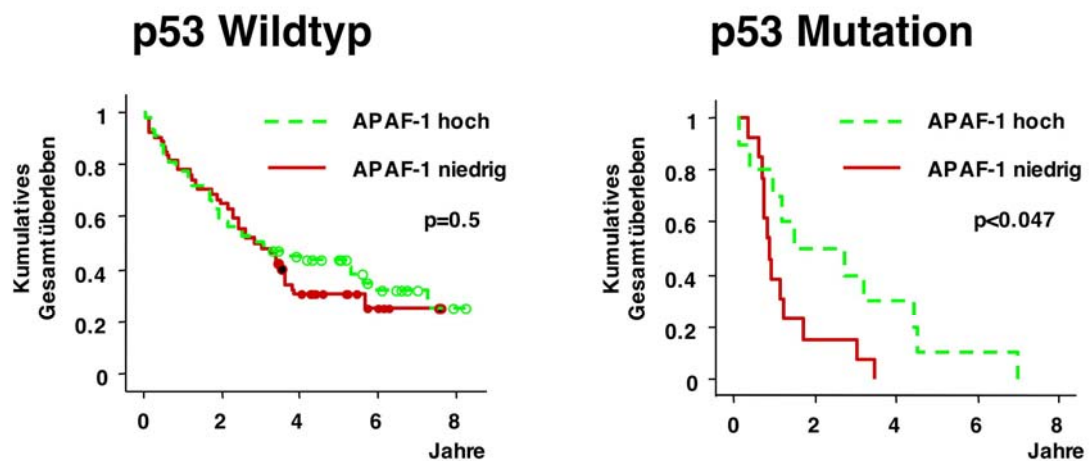 p53 Wildtyp
Kumulatives
Gesamtüberleben
1
0.8
0.6
0.4
0.2
0
APAF-1 hoch
APAF-1 niedrig
p=0.5
0 2 4 6 8
Jahre
p53 Mutation
Kumulatives
Gesamtüberleben
1
0.8
0.6
0.4
0.2
0
APAF-1 hoch
APAF-1 niedrig
p<0.047
0 2 4 6 8
Jahre